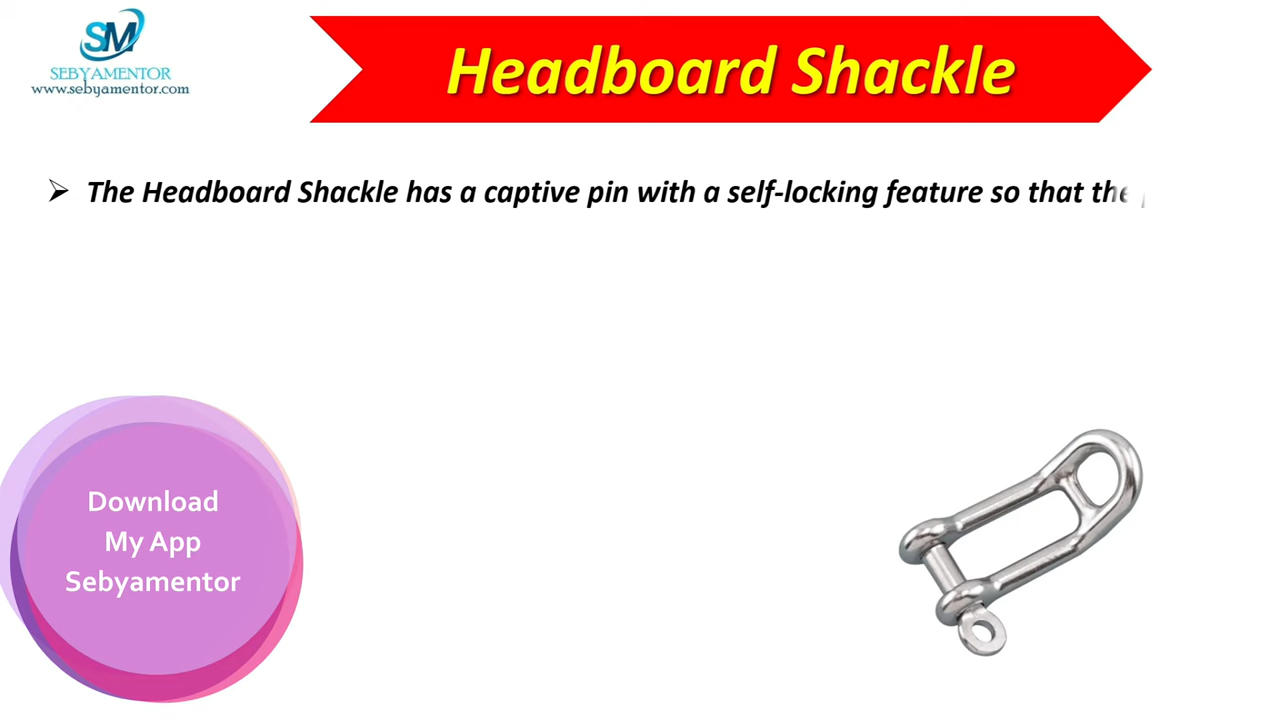 SM
SEBYAMENTOR
www.sebyamentor.com
Headboard Shackle
The Headboard Shackle has a captive pin with a self-locking feature so that the
Download
My App
Sebyamentor